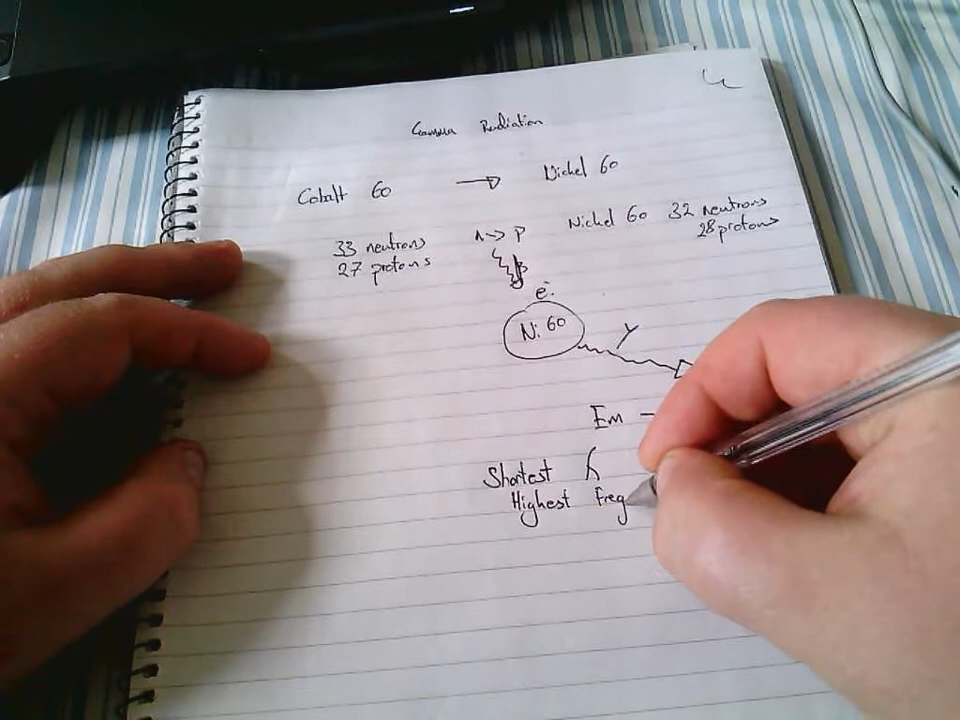 Gamma Radiation
Cobalt 60 → Nickel 60
33 neutrons n → p Nickel 60 32 neutrons
27 protons 28 protons
e⁻
Ni 60 γ
Em –
Shortest λ
Highest freq